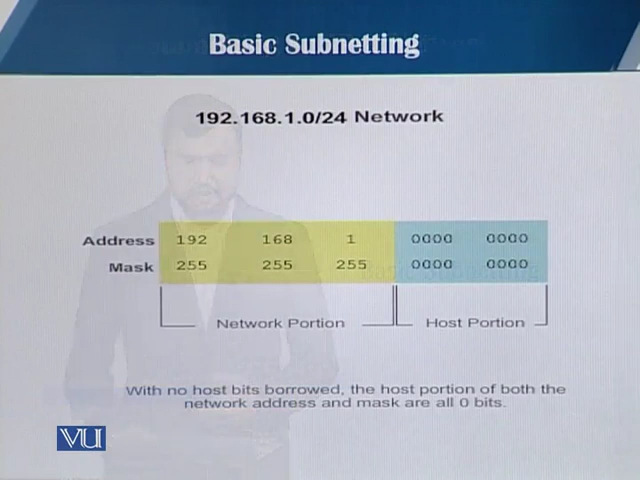 Basic Subnetting
192.168.1.0/24 Network
Address 192 168 1 0000 0000
Mask 255 255 255 0000 0000
Network Portion Host Portion
With no host bits borrowed, the host portion of both the
network address and mask are all 0 bits.
VU